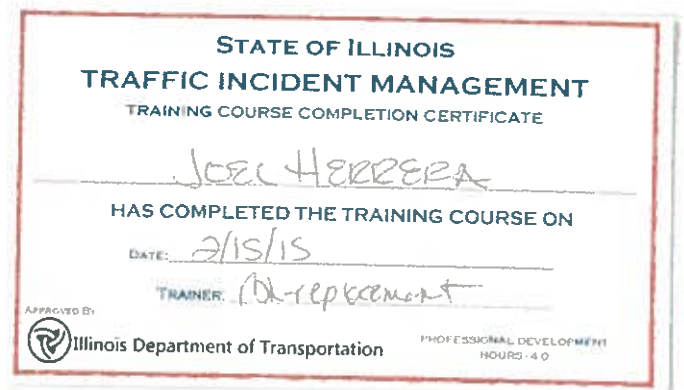 STATE OF ILLINOIS
TRAFFIC INCIDENT MANAGEMENT
TRAINING COURSE COMPLETION CERTIFICATE
JOEL HERRERA
HAS COMPLETED THE TRAINING COURSE ON
DATE: 2/15/15
TRAINER: replacement
APPROVED BY
Illinois Department of Transportation
PROFESSIONAL DEVELOPMENT
HOURS - 4.0